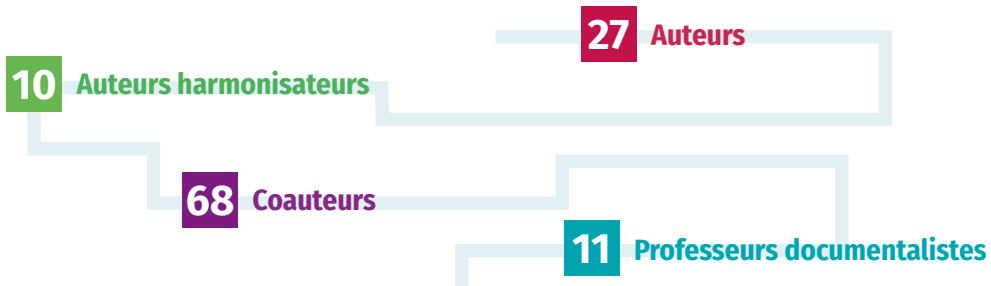 27 Auteurs
10 Auteurs harmonisateurs
68 Coauteurs
11 Professeurs documentalistes